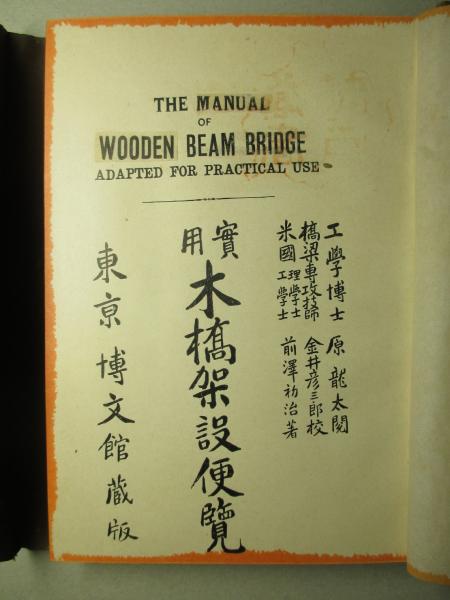 THE MANUAL
OF
WOODEN BEAM BRIDGE
ADAPTED FOR PRACTICAL USE
工學博士 原龍太閱
橋梁專攻技師 金井彦三郎校
米國理學士工學士 前澤初治著
實用
木橋架設便覽
東京 博文館藏版